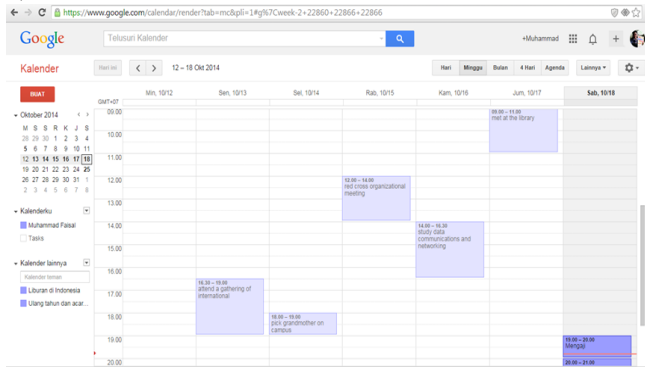 https://www.google.com/calendar/render?tab=mc&pli=1#g%7Cweek-2+22860+22866+22866
Google
Telusuri Kalender
+Muhammad
Kalender
Hari ini
12 – 18 Okt 2014
Hari Minggu Bulan 4 Hari Agenda
Lainnya
BUAT
Oktober 2014
M S S R K J S
28 29 30 1 2 3 4
5 6 7 8 9 10 11
12 13 14 15 16 17 18
19 20 21 22 23 24 25
26 27 28 29 30 31 1
2 3 4 5 6 7 8
Kalenderku
Muhammad Faisal
Tasks
Kalender lainnya
Kalender teman
Liburan di Indonesia
Ulang tahun dan acar...
GMT+07
Min, 10/12 Sen, 10/13 Sel, 10/14 Rab, 10/15 Kam, 10/16 Jum, 10/17 Sab, 10/18
09.00
10.00
11.00
12.00
13.00
14.00
15.00
16.00
17.00
18.00
19.00
20.00
16.30 – 19.00
attend a gathering of
international
18.00 – 19.00
pick grandmother on
campus
12.00 – 14.00
red cross organizational
meeting
14.00 – 16.30
study data
communications and
networking
09.00 – 11.00
met at the library
19.00 – 20.00
Mengaji
20.00 – 21.00